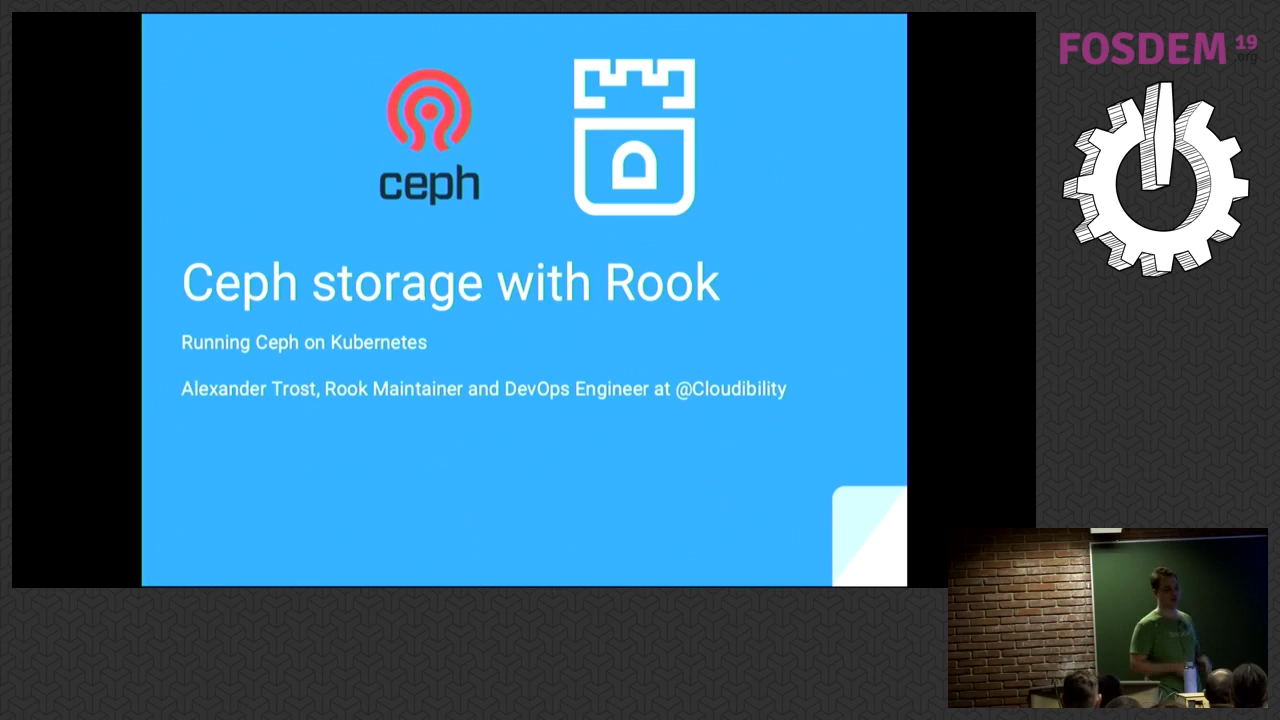 FOSDEM 19
.org
ceph
Ceph storage with Rook
Running Ceph on Kubernetes
Alexander Trost, Rook Maintainer and DevOps Engineer at @Cloudibility